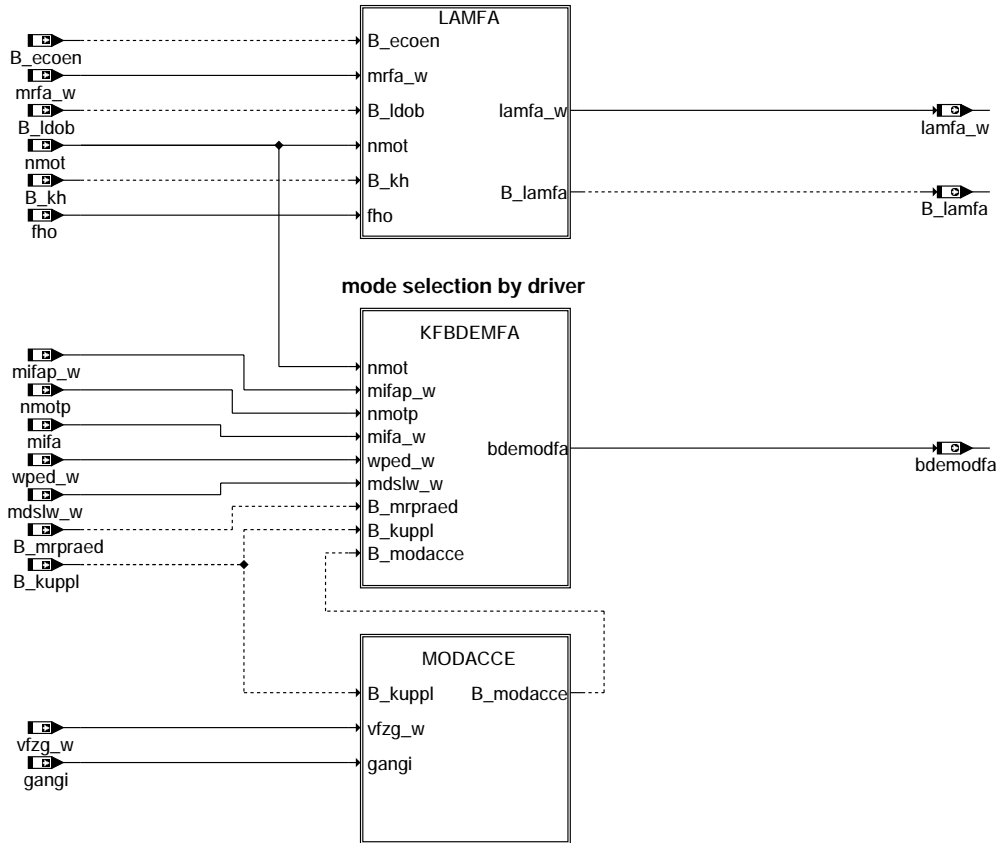 LAMFA
B_ecoen
B_ecoen
mrfa_w
mrfa_w
B_ldob
lamfa_w
B_ldob
lamfa_w
nmot
nmot
B_kh
B_lamfa
B_kh
B_lamfa
fho
fho
mode selection by driver
KFBDEMFA
nmot
mifap_w
mifap_w
nmotp
nmotp
mifa_w
mifa
bdemodfa
wped_w
bdemodfa
wped_w
mdslw_w
mdslw_w
B_mrpraed
B_mrpraed
B_kuppl
B_kuppl
B_modacce
MODACCE
B_kuppl
B_modacce
vfzg_w
vfzg_w
gangi
gangi